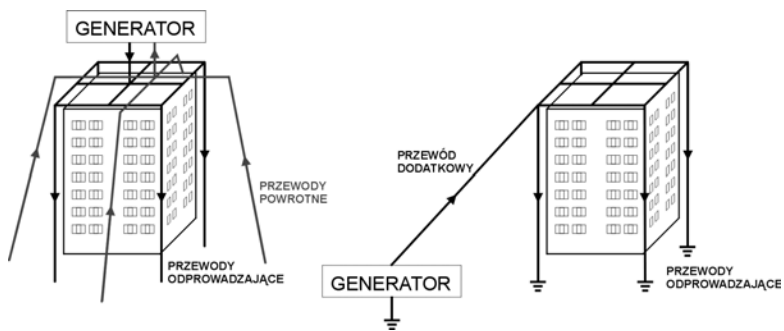 GENERATOR
PRZEWODY
POWROTNE
PRZEWODY
ODPROWADZAJĄCE
PRZEWÓD
DODATKOWY
GENERATOR
PRZEWODY
ODPROWADZAJĄCE